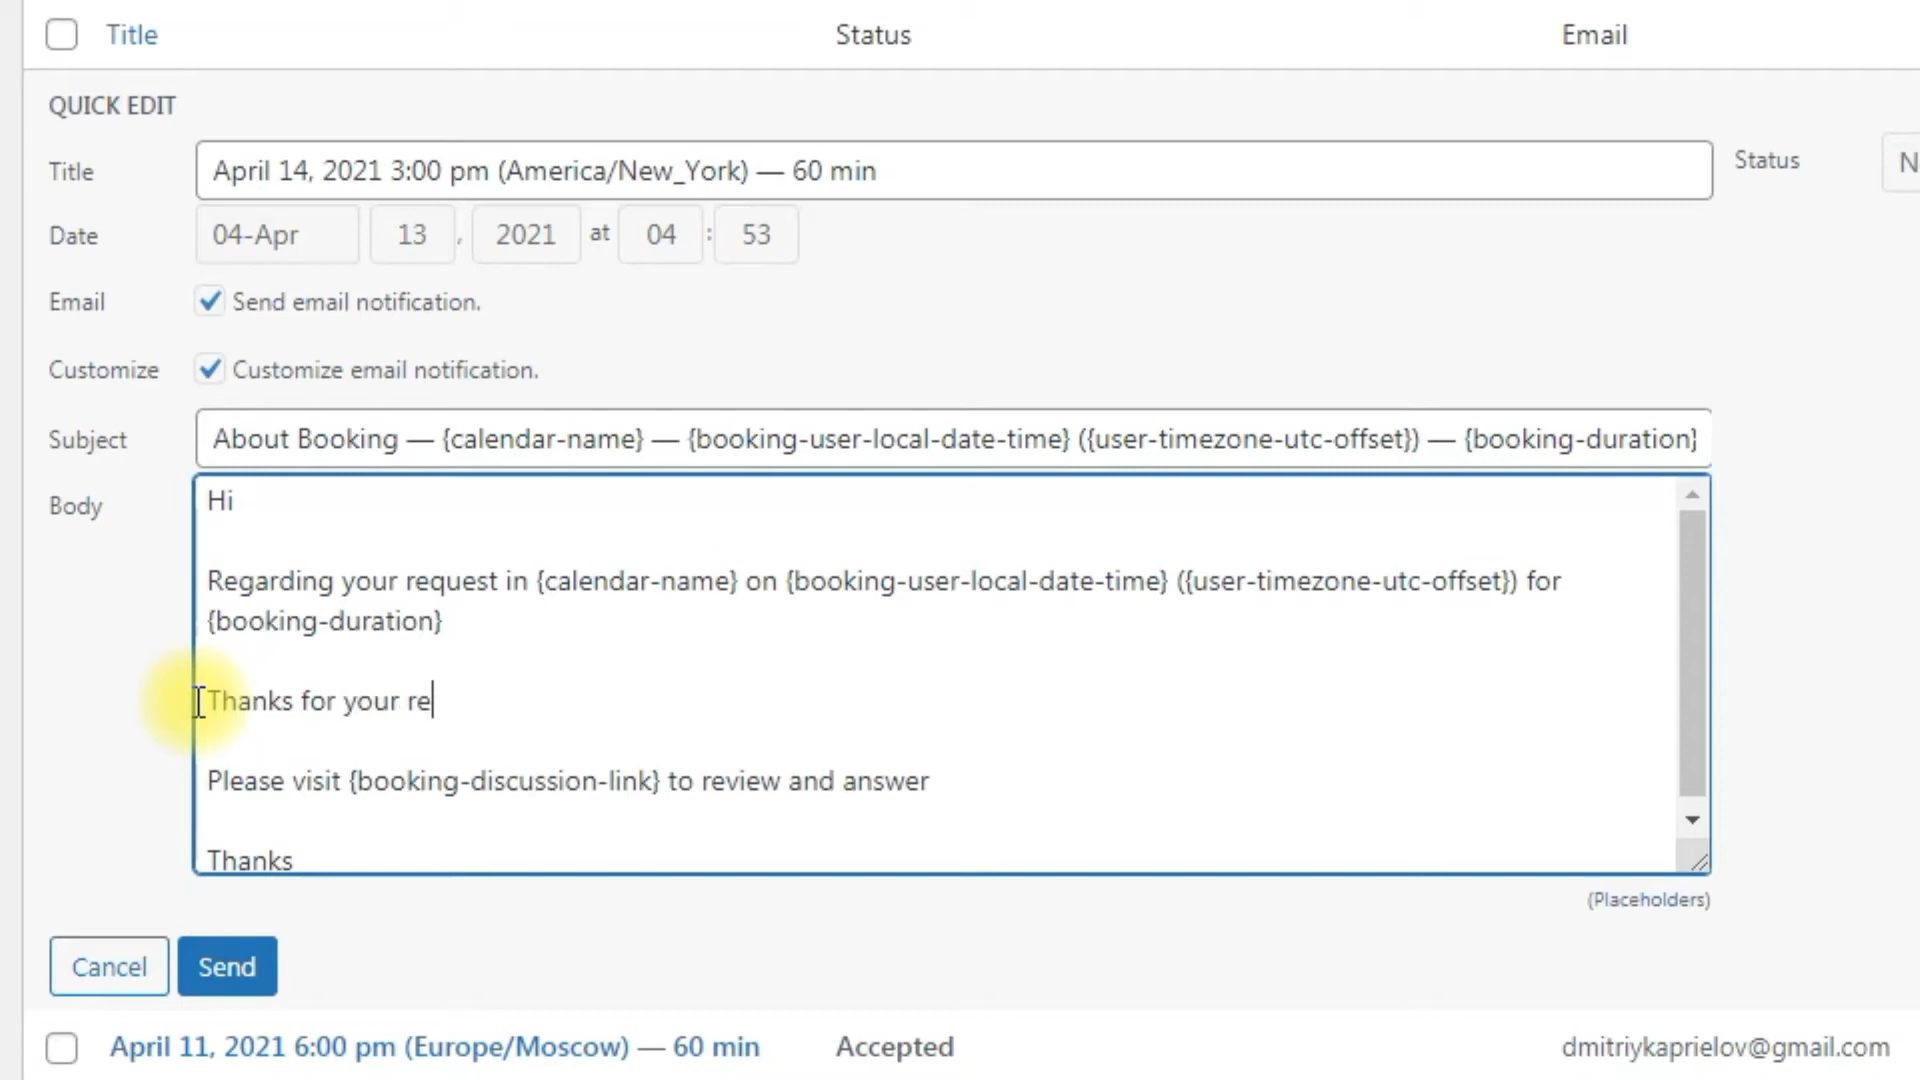 Title Status Email
QUICK EDIT
Title April 14, 2021 3:00 pm (America/New_York) — 60 min Status N
Date 04-Apr 13 , 2021 at 04 : 53
Email Send email notification.
Customize Customize email notification.
Subject About Booking — {calendar-name} — {booking-user-local-date-time} ({user-timezone-utc-offset}) — {booking-duration}
Body Hi
Regarding your request in {calendar-name} on {booking-user-local-date-time} ({user-timezone-utc-offset}) for
{booking-duration}
Thanks for your re
Please visit {booking-discussion-link} to review and answer
Thanks
(Placeholders)
Cancel Send
April 11, 2021 6:00 pm (Europe/Moscow) — 60 min Accepted dmitriykaprielov@gmail.com